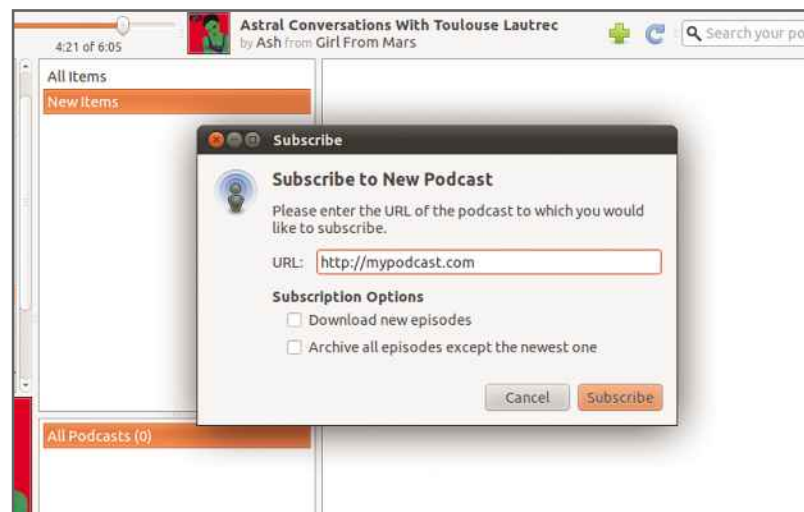 Astral Conversations With Toulouse Lautrec
by Ash from Girl From Mars
4:21 of 6:05
Search your po
All Items
New Items
Subscribe
Subscribe to New Podcast
Please enter the URL of the podcast to which you would
like to subscribe.
URL: http://mypodcast.com
Subscription Options
Download new episodes
Archive all episodes except the newest one
Cancel Subscribe
All Podcasts (0)